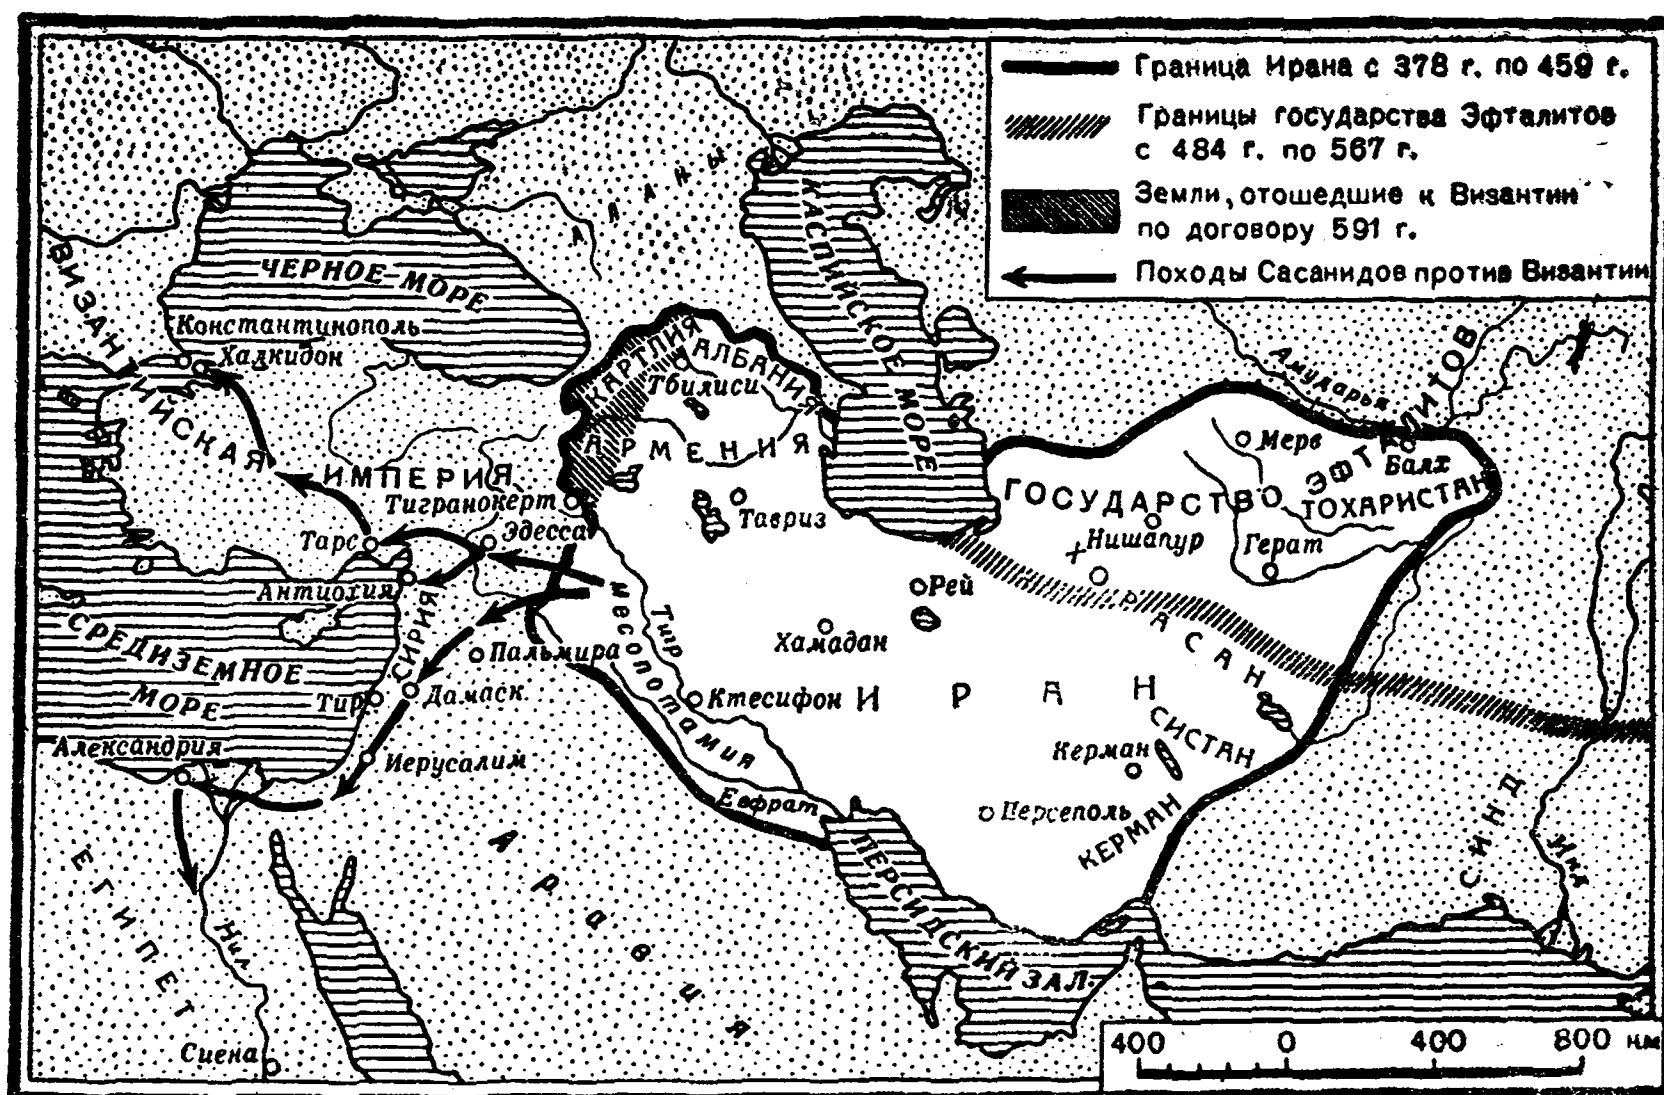 Граница Ирана с 378 г. по 459 г.
Границы государства Эфталитов
с 484 г. по 567 г.
Земли, отошедшие к Византии
по договору 591 г.
Походы Сасанидов против Византии
АЛАНЫ
КАСПИЙСКОЕ МОРЕ
ЧЕРНОЕ МОРЕ
ВИЗАНТИЙСКАЯ
ИМПЕРИЯ
Константинополь
Халкидон
КАРТЛИЯ
АЛБАНИЯ
Тбилиси
АРМЕНИЯ
Амударья
Мерв
Балх
ГОСУДАРСТВО
ЭФТАЛИТОВ
ТОХАРИСТАН
Тигранокерт
Эдесса
Тавриз
Тарс
Нишапур
Герат
Антиохия
СИРИЯ
Рей
Тигр
месопотамия
Хамадан
РАСАН
СРЕДИЗЕМНОЕ
МОРЕ
Пальмира
Тир
Дамаск
Ктесифон
ИРАН
СИСТАН
Александрия
Иерусалим
Керман
Евфрат
Персеполь
КЕРМАН
СИНД
Инд
ЕГИПЕТ
Аравия
ПЕРСИДСКИЙ ЗАЛ.
Нил
Сиена
400 0 400 800 км